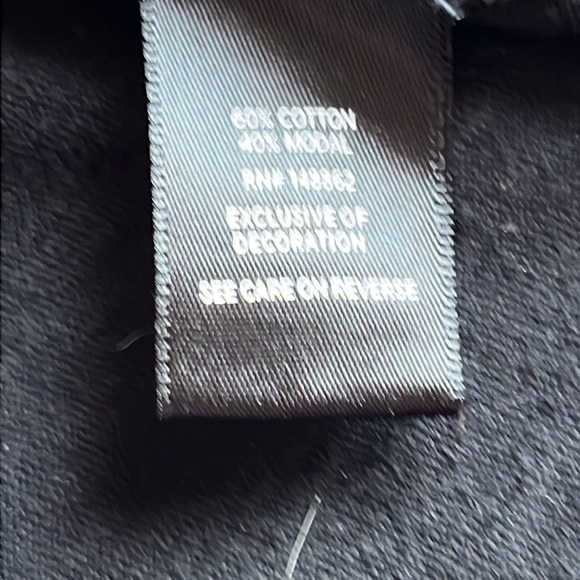 60% COTTON
40% MODAL
RN# 148862
EXCLUSIVE OF
DECORATION
SEE CARE ON REVERSE